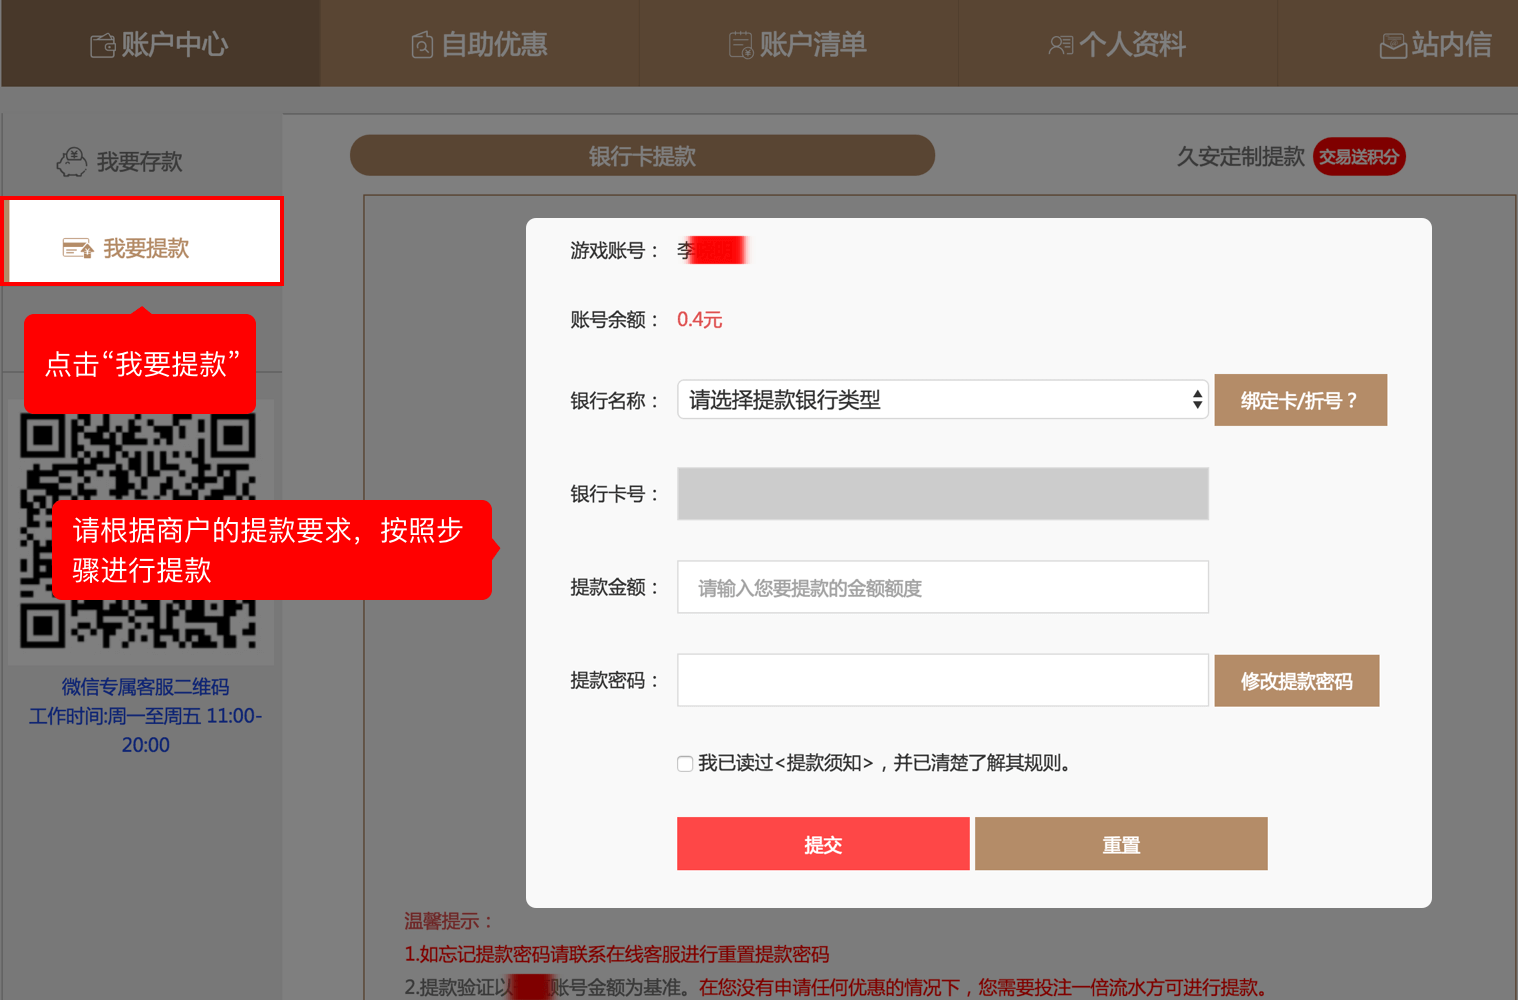 账户中心 自助优惠 账户清单 个人资料 站内信
我要存款
银行卡提款 久安定制提款 交易送积分
我要提款
点击“我要提款”
请根据商户的提款要求，按照步
骤进行提款
微信专属客服二维码
工作时间:周一至周五 11:00-
20:00
游戏账号： 李
账号余额： 0.4元
银行名称： 请选择提款银行类型 绑定卡/折号？
银行卡号：
提款金额： 请输入您要提款的金额额度
提款密码： 修改提款密码
我已读过<提款须知>，并已清楚了解其规则。
提交 重置
温馨提示：
1.如忘记提款密码请联系在线客服进行重置提款密码
2.提款验证以 账号金额为基准。在您没有申请任何优惠的情况下，您需要投注一倍流水方可进行提款。